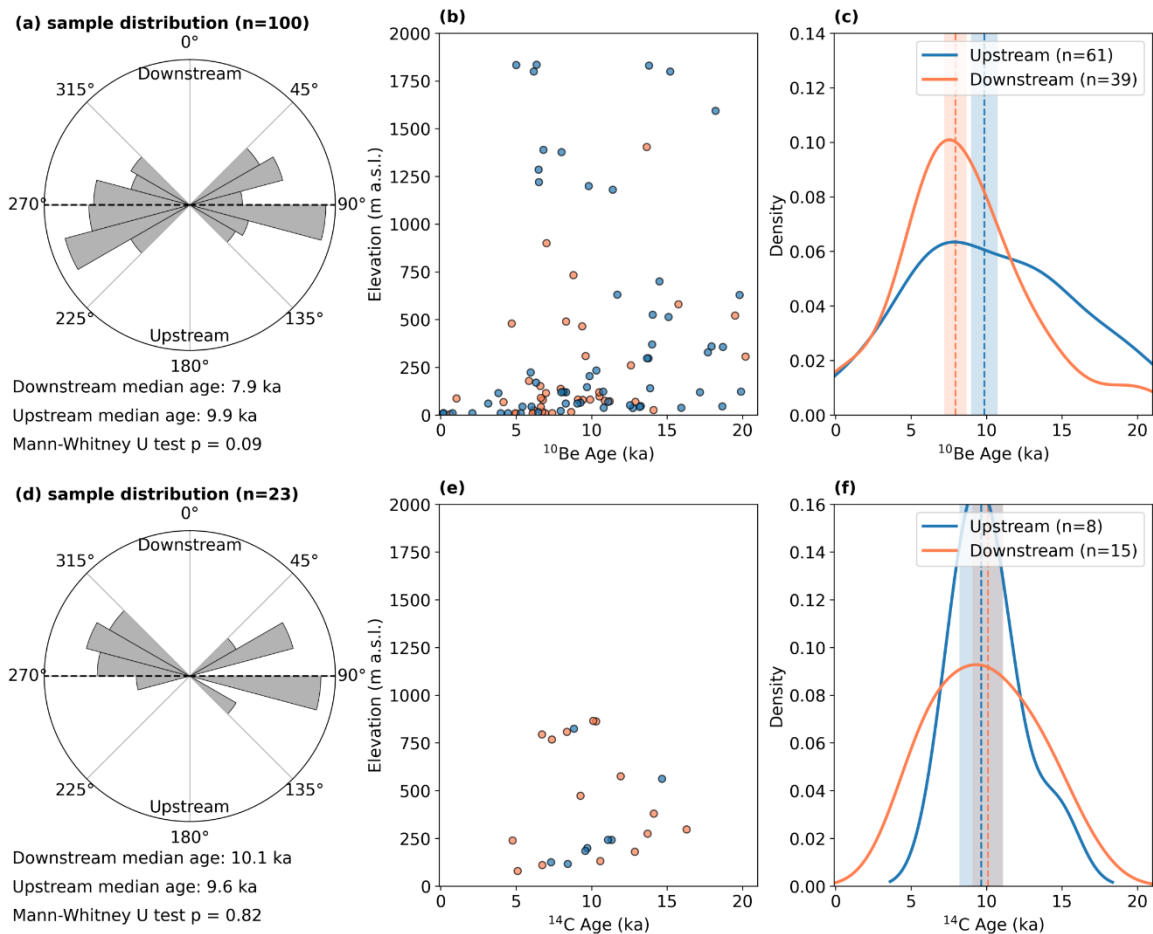 (a) sample distribution (n=100)
0°
Downstream
315°
45°
270°
90°
225°
135°
Upstream
180°
Downstream median age: 7.9 ka
Upstream median age: 9.9 ka
Mann-Whitney U test p = 0.09
(b)
2000
1750
1500
1250
1000
750
500
250
0
Elevation (m a.s.l.)
0
5
10
15
20
¹⁰Be Age (ka)
(c)
0.14
0.12
0.10
0.08
0.06
0.04
0.02
0.00
Density
Upstream (n=61)
Downstream (n=39)
0
5
10
15
20
¹⁰Be Age (ka)
(d) sample distribution (n=23)
0°
Downstream
315°
45°
270°
90°
225°
135°
Upstream
180°
Downstream median age: 10.1 ka
Upstream median age: 9.6 ka
Mann-Whitney U test p = 0.82
(e)
2000
1750
1500
1250
1000
750
500
250
0
Elevation (m a.s.l.)
0
5
10
15
20
¹⁴C Age (ka)
(f)
0.16
0.14
0.12
0.10
0.08
0.06
0.04
0.02
0.00
Density
Upstream (n=8)
Downstream (n=15)
0
5
10
15
20
¹⁴C Age (ka)